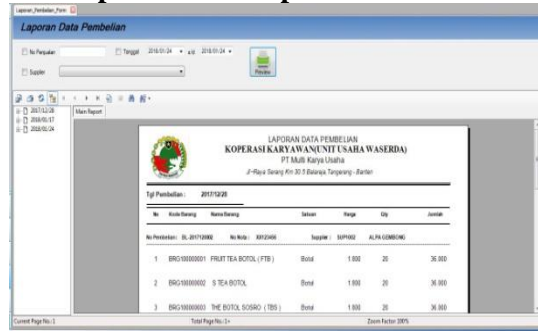 Laporan_Pembelian_Form
Laporan Data Pembelian
No Penjualan
Tanggal 2018/01/24 s/d 2018/01/24
Supplier
Preview
2017/12/28
2018/01/17
2018/01/24
Main Report
LAPORAN DATA PEMBELIAN
KOPERASI KARYAWAN(UNIT USAHA WASERDA)
PT Multi Karya Usaha
Jl-Raya Serang Km 30.5 Balaraja Tangerang - Banten
Tgl Pembelian : 2017/12/28
No Kode Barang Nama Barang Satuan Harga Qty Jumlah
No Pembelian : BL-201712002 No Nota : Supplier : SUP1002 ALFA GEMBONG
1 BRG100000001 FRUIT TEA BOTOL ( FTB ) Botol 1.800 20 36.000
2 BRG100000002 S TEA BOTOL Botol 1.800 20 36.000
3 BRG100000003 THE BOTOL SOSRO ( TBS ) Botol 1.800 20 36.000
Current Page No.:1 Total Page No.:1+ Zoom Factor 100%